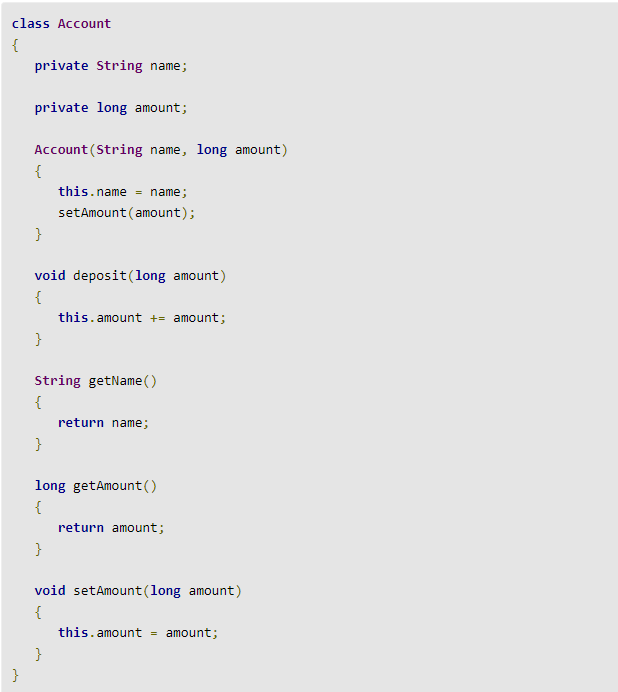 class Account
{
private String name;
private long amount;
Account(String name, long amount)
{
this.name = name;
setAmount(amount);
}
void deposit(long amount)
{
this.amount += amount;
}
String getName()
{
return name;
}
long getAmount()
{
return amount;
}
void setAmount(long amount)
{
this.amount = amount;
}
}